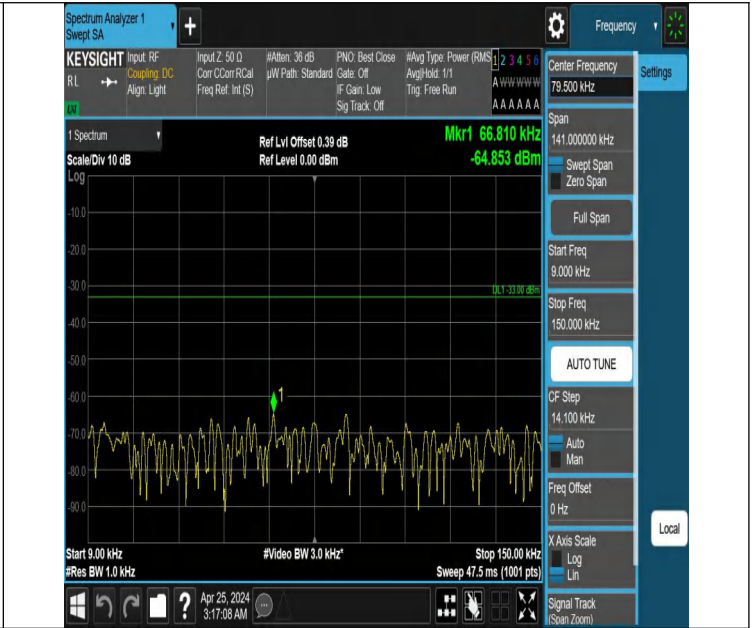 Spectrum Analyzer 1
Swept SA
+
Frequency
KEYSIGHT
RL
LXI
Input: RF
Coupling: DC
Align: Light
Input Z: 50 Ω
Corr CCorr RCal
Freq Ref: Int (S)
#Atten: 36 dB
µW Path: Standard
PNO: Best Close
Gate: Off
IF Gain: Low
Sig Track: Off
#Avg Type: Power (RMS
Avg|Hold: 1/1
Trig: Free Run
1 2 3 4 5 6
A W W W W W
A A A A A A
1 Spectrum
Scale/Div 10 dB
Log
Ref Lvl Offset 0.39 dB
Ref Level 0.00 dBm
Mkr1 66.810 kHz
-64.853 dBm
-10.0
-20.0
-30.0
DL1 -33.00 dBm
-40.0
-50.0
-60.0
1
-70.0
-80.0
-90.0
Start 9.00 kHz
#Res BW 1.0 kHz
#Video BW 3.0 kHz*
Stop 150.00 kHz
Sweep 47.5 ms (1001 pts)
?
Apr 25, 2024
3:17:08 AM
Center Frequency
79.500 kHz
Span
141.000000 kHz
Swept Span
Zero Span
Full Span
Start Freq
9.000 kHz
Stop Freq
150.000 kHz
AUTO TUNE
CF Step
14.100 kHz
Auto
Man
Freq Offset
0 Hz
X Axis Scale
Log
Lin
Signal Track
(Span Zoom)
Settings
Local